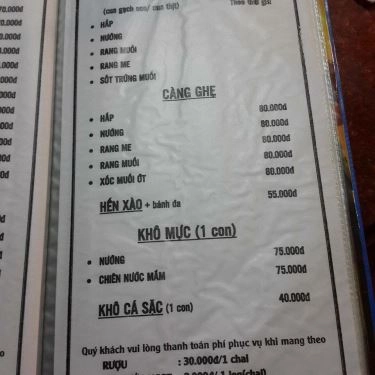 70.000đ
(con gạch son/ con thịt) Theo thời giá
• HẤP
• NƯỚNG
• RANG MUỐI
• RANG ME
• SỐT TRỨNG MUỐI
CÀNG GHẸ
• HẤP 80.000đ
• NƯỚNG 80.000đ
• RANG ME 80.000đ
• RANG MUỐI 80.000đ
• XÓC MUỐI ỚT 80.000đ
HẾN XÀO + bánh đa 55.000đ
KHÔ MỰC (1 con)
• NƯỚNG 75.000đ
• CHIÊN NƯỚC MẮM 75.000đ
KHÔ CÁ SẶC (1 con) 40.000đ
Quý khách vui lòng thanh toán phí phục vụ khi mang theo
RƯỢU : 30.000đ/1 chai